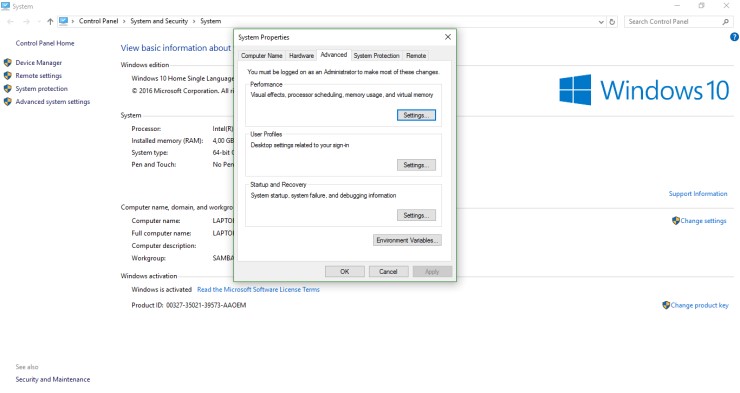 System
Control Panel
System and Security
System
Search Control Panel
Control Panel Home
Device Manager
Remote settings
System protection
Advanced system settings
See also
Security and Maintenance
View basic information about
Windows edition
Windows 10 Home Single Language
© 2016 Microsoft Corporation. All ri
System
Processor: Intel(R)
Installed memory (RAM): 4,00 GB
System type: 64-bit
Pen and Touch: No Pen
Computer name, domain, and workgro
Computer name: LAPTO
Full computer name: LAPTO
Computer description:
Workgroup: SAMBA
Windows activation
Windows is activated Read the Microsoft Software License Terms
Product ID: 00327-35021-39573-AAOEM
Windows 10
Support Information
Change settings
Change product key
System Properties
Computer Name Hardware Advanced System Protection Remote
You must be logged on as an Administrator to make most of these changes.
Performance
Visual effects, processor scheduling, memory usage, and virtual memory
Settings...
User Profiles
Desktop settings related to your sign-in
Settings...
Startup and Recovery
System startup, system failure, and debugging information
Settings...
Environment Variables...
OK Cancel Apply